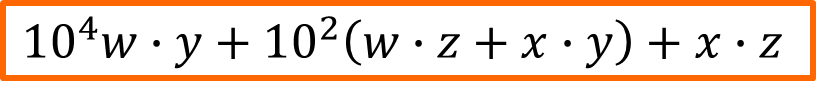 10⁴w · y + 10²(w · z + x · y) + x · z